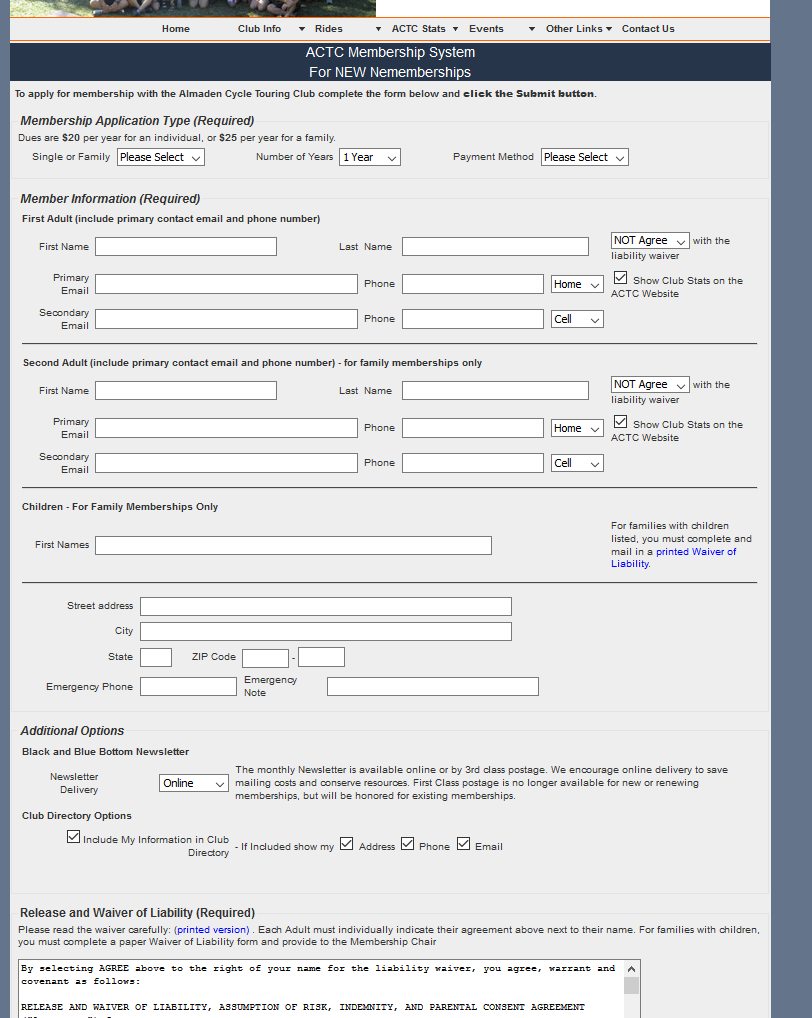 Home Club Info Rides ACTC Stats Events Other Links Contact Us
ACTC Membership System
For NEW Nememberships
To apply for membership with the Almaden Cycle Touring Club complete the form below and click the Submit button.
Membership Application Type (Required)
Dues are $20 per year for an individual, or $25 per year for a family.
Single or Family Please Select Number of Years 1 Year Payment Method Please Select
Member Information (Required)
First Adult (include primary contact email and phone number)
First Name Last Name NOT Agree with the
liability waiver
Primary
Email Phone Home Show Club Stats on the
ACTC Website
Secondary
Email Phone Cell
Second Adult (include primary contact email and phone number) - for family memberships only
First Name Last Name NOT Agree with the
liability waiver
Primary
Email Phone Home Show Club Stats on the
ACTC Website
Secondary
Email Phone Cell
Children - For Family Memberships Only
First Names
For families with children
listed, you must complete and
mail in a printed Waiver of
Liability.
Street address
City
State ZIP Code -
Emergency Phone Emergency
Note
Additional Options
Black and Blue Bottom Newsletter
Newsletter
Delivery Online
The monthly Newsletter is available online or by 3rd class postage. We encourage online delivery to save
mailing costs and conserve resources. First Class postage is no longer available for new or renewing
memberships, but will be honored for existing memberships.
Club Directory Options
Include My Information in Club
Directory - If Included show my Address Phone Email
Release and Waiver of Liability (Required)
Please read the waiver carefully: (printed version) . Each Adult must individually indicate their agreement above next to their name. For families with children,
you must complete a paper Waiver of Liability form and provide to the Membership Chair
By selecting AGREE above to the right of your name for the liability waiver, you agree, warrant and
covenant as follows:
RELEASE AND WAIVER OF LIABILITY, ASSUMPTION OF RISK, INDEMNITY, AND PARENTAL CONSENT AGREEMENT